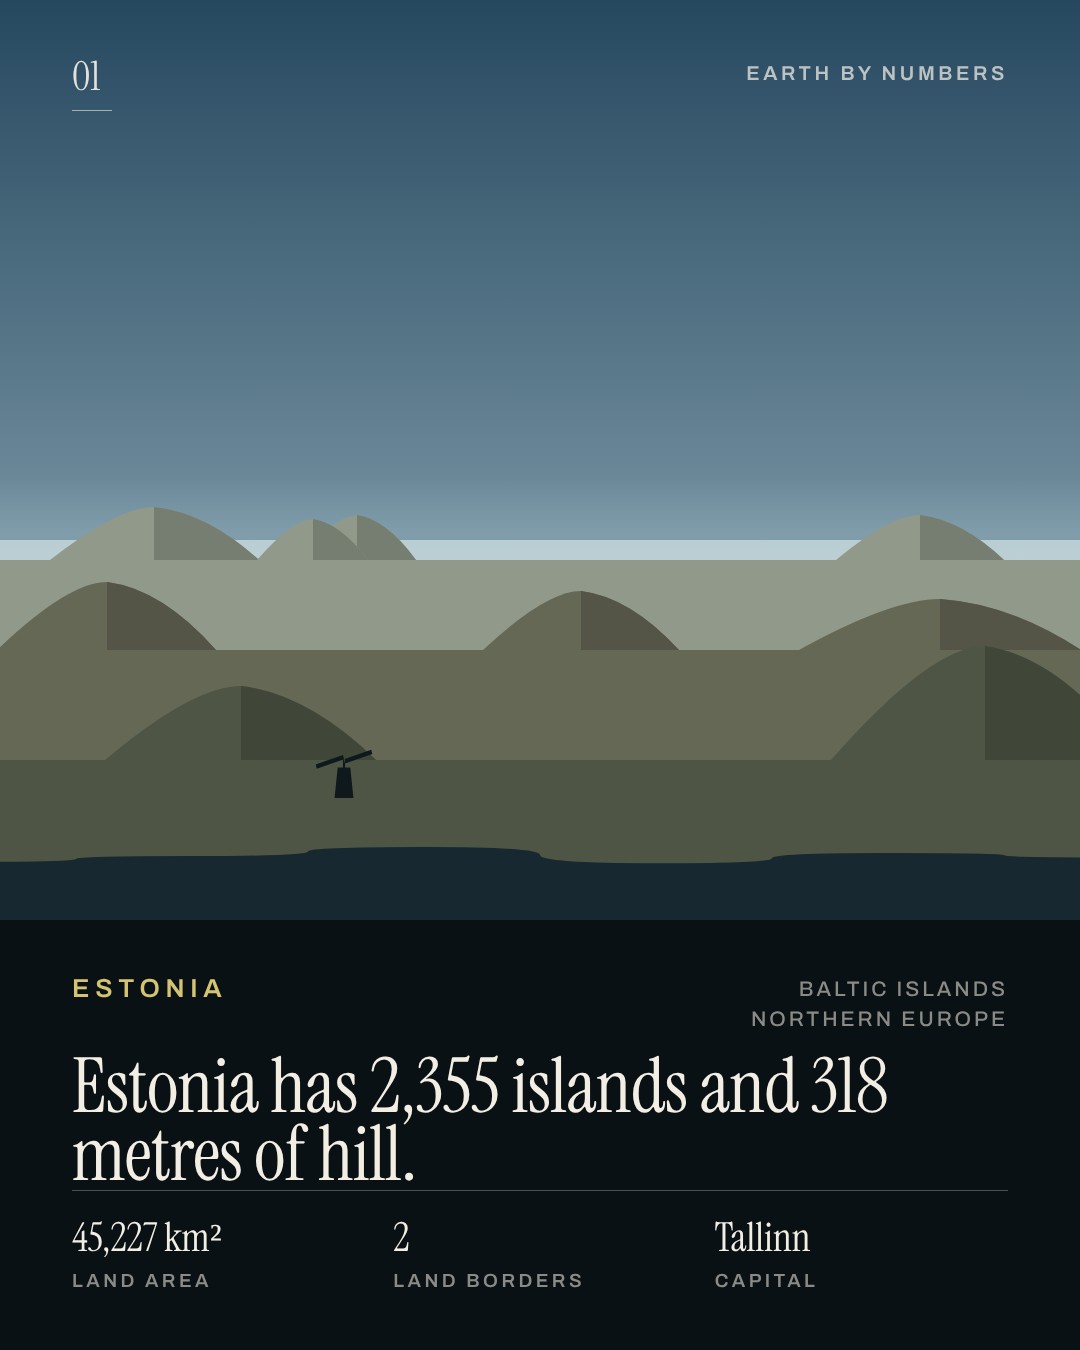 01
EARTH BY NUMBERS
ESTONIA
BALTIC ISLANDS
NORTHERN EUROPE
Estonia has 2,355 islands and 318
metres of hill.
45,227 km²
LAND AREA
2
LAND BORDERS
Tallinn
CAPITAL